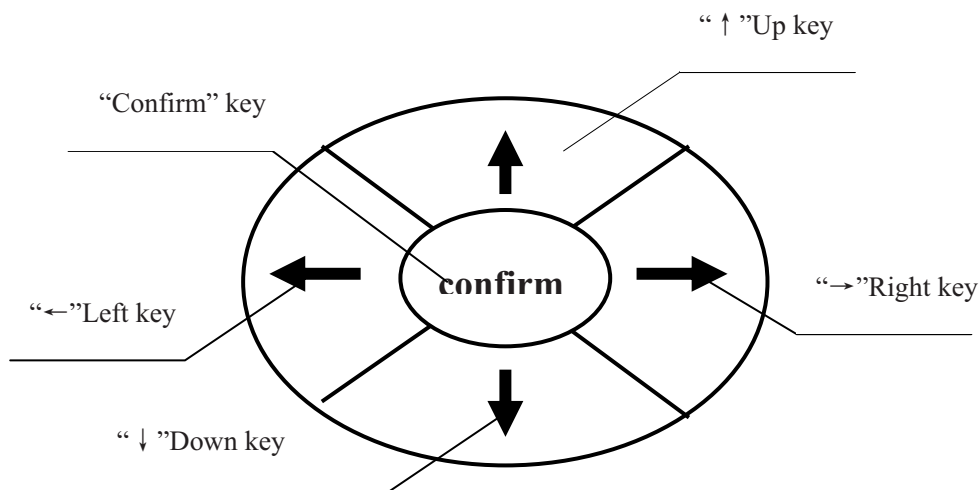 “↑”Up key
“Confirm” key
confirm
“→”Right key
“←”Left key
“↓”Down key